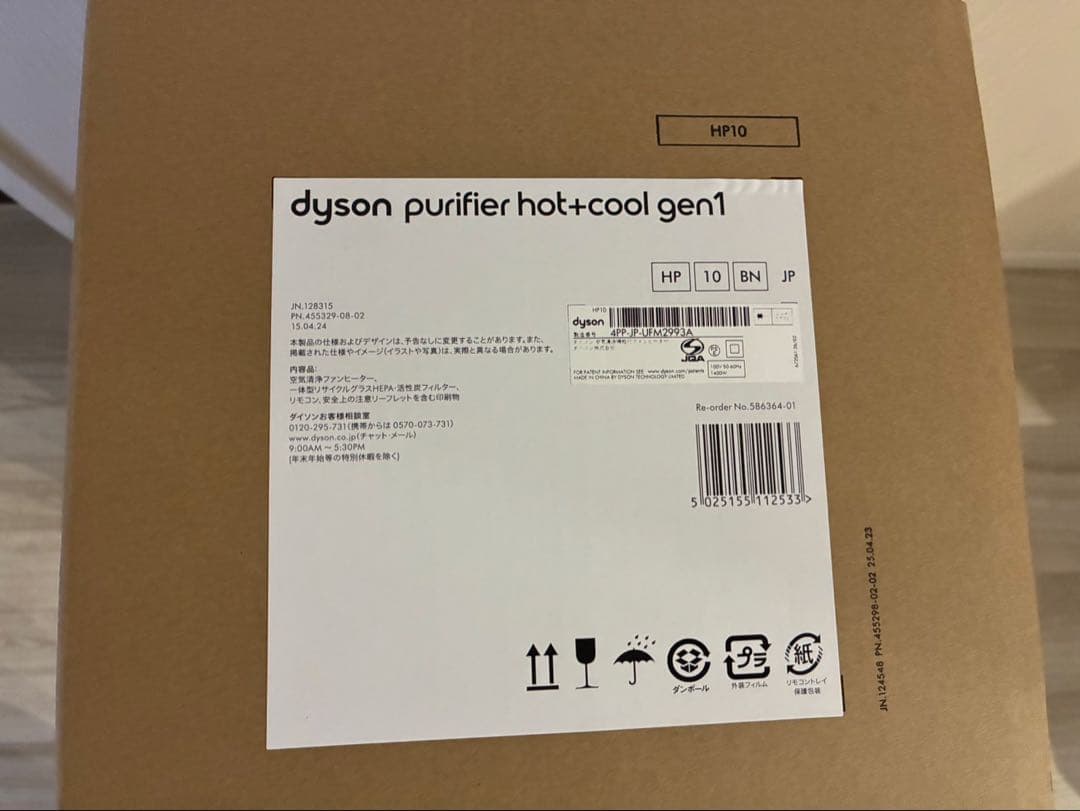 HP10
dyson purifier hot+cool gen1
HP 10 BN JP
JN.128315
PN.455329-08-02
15.04.24
本製品の仕様およびデザインは、予告なしに変更することがあります。また、
掲載された仕様やイメージ(イラストや写真)は、実際と異なる場合があります。
内容品:
空気清浄ファンヒーター、
一体型リサイクルグラスHEPA・活性炭フィルター、
リモコン、安全上の注意リーフレットを含む印刷物
ダイソンお客様相談室
0120-295-731(携帯からは 0570-073-731)
www.dyson.co.jp(チャット・メール)
9:00AM ~ 5:30PM
(年末年始等の特別休暇を除く)
HP10
dyson
製造番号 4PP-JP-UFM2993A
JQA
100V 50-60Hz
1400W
FOR PATENT INFORMATION SEE: www.dyson.com/patents
MADE IN CHINA BY DYSON TECHNOLOGY LIMITED
Re-order No.586364-01
5 025155 112533 >
ダンボール
プラ
外装フィルム
紙
リモコントレイ
保護包装
JN.124548 PN.455298-02-02 25.04.23